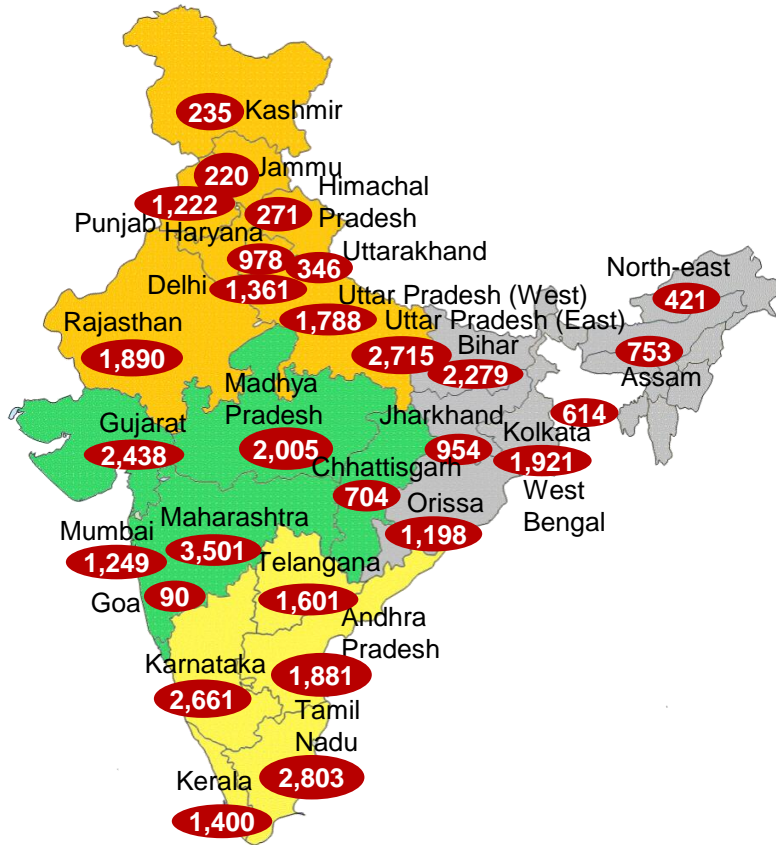 235 Kashmir
220 Jammu
1,222
Punjab
271 Himachal
Pradesh
Haryana
978
346 Uttarakhand
Delhi 1,361
Uttar Pradesh (West)
1,788
Uttar Pradesh (East)
2,715
Rajasthan
1,890
Bihar
2,279
North-east
421
753
Assam
Madhya
Pradesh
2,005
Gujarat
2,438
Jharkhand
954
614
Kolkata
1,921
West
Bengal
Chhattisgarh
704
Orissa
1,198
Mumbai
1,249
Maharashtra
3,501
Goa 90
Telangana
1,601
Andhra
Pradesh
1,881
Karnataka
2,661
Tamil
Nadu
2,803
Kerala
1,400